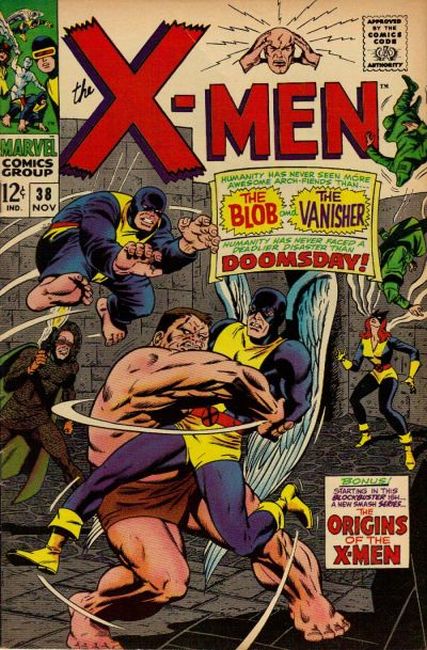 APPROVED
BY THE
COMICS
CODE
AUTHORITY
the
X-MEN
TM
MARVEL
COMICS
GROUP
12¢
IND.
38
NOV
HUMANITY HAS NEVER SEEN MORE
AWESOME ARCH-FIENDS THAN...
THE
BLOB
and
THE
VANISHER
HUMANITY HAS NEVER FACED A
DEADLIER DISASTER THAN
DOOMSDAY!
BONUS!
STARTING IN THIS
BLOCKBUSTER ISH...
A NEW SMASH SERIES...
THE
ORIGINS
OF THE
X-MEN